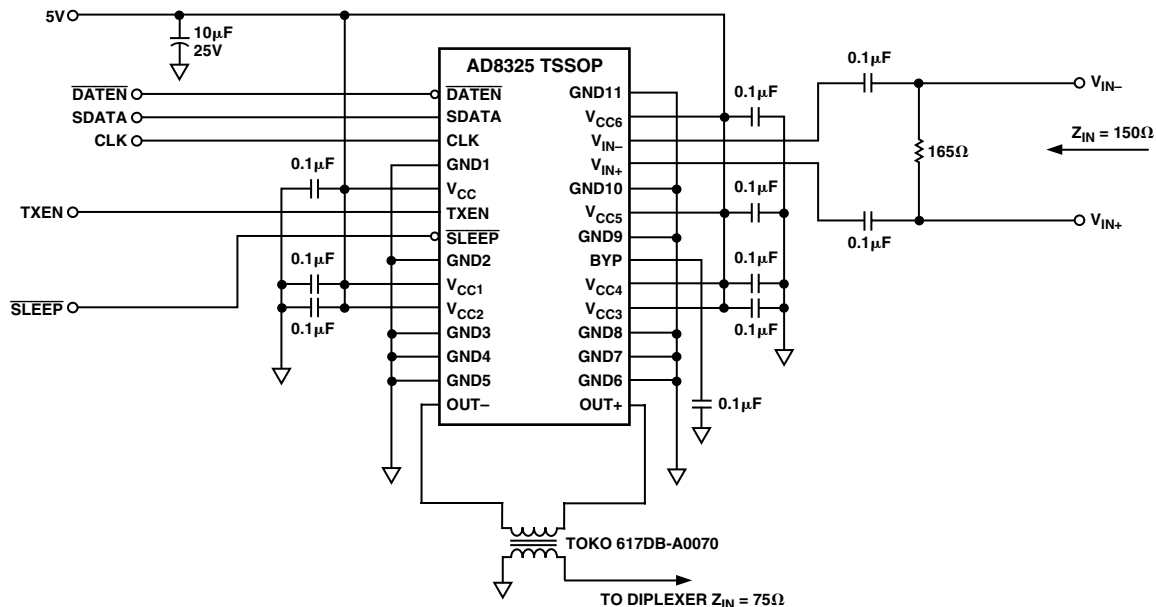 5V
10µF
25V
AD8325 TSSOP
DATEN
SDATA
CLK
TXEN
SLEEP
DATEN
SDATA
CLK
GND1
VCC
TXEN
SLEEP
GND2
VCC1
VCC2
GND3
GND4
GND5
OUT–
GND11
VCC6
VIN–
VIN+
GND10
VCC5
GND9
BYP
VCC4
VCC3
GND8
GND7
GND6
OUT+
0.1µF
0.1µF
0.1µF
0.1µF
0.1µF
0.1µF
0.1µF
0.1µF
0.1µF
0.1µF
165Ω
VIN–
ZIN = 150Ω
VIN+
TOKO 617DB-A0070
TO DIPLEXER ZIN = 75Ω